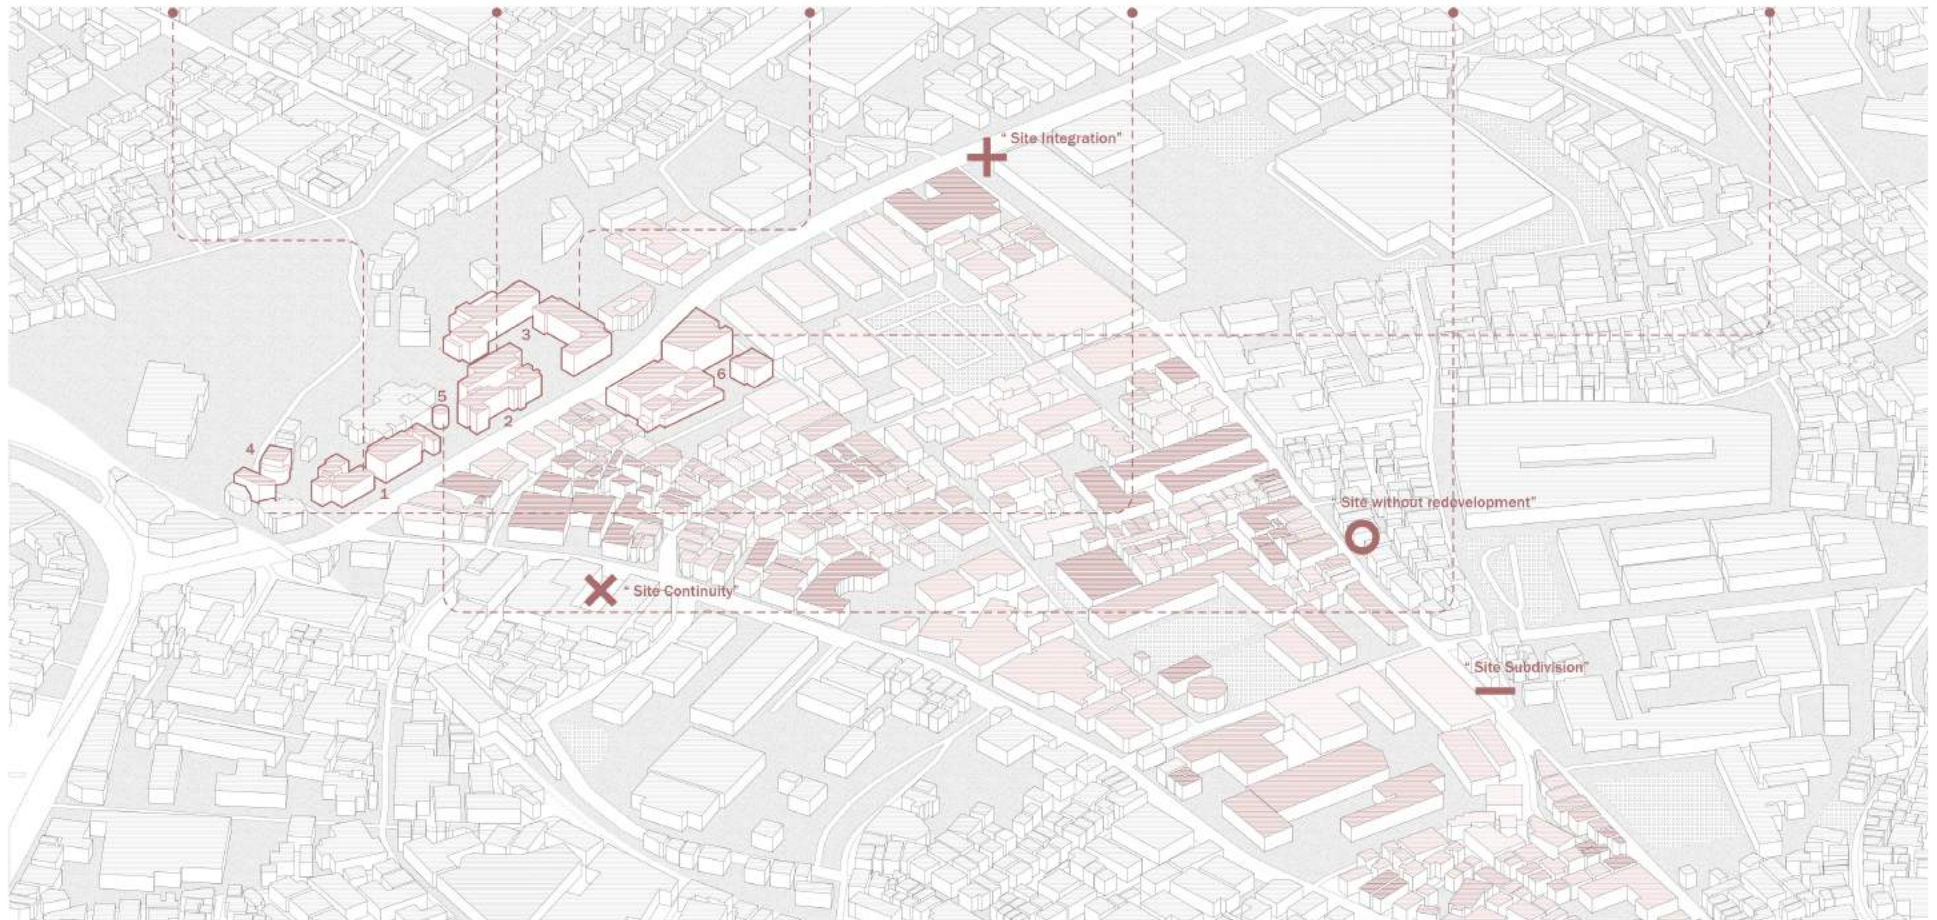 “ Site Integration”
3
6
5
2
4
1
“ Site without redevelopment”
“ Site Continuity”
“ Site Subdivision”